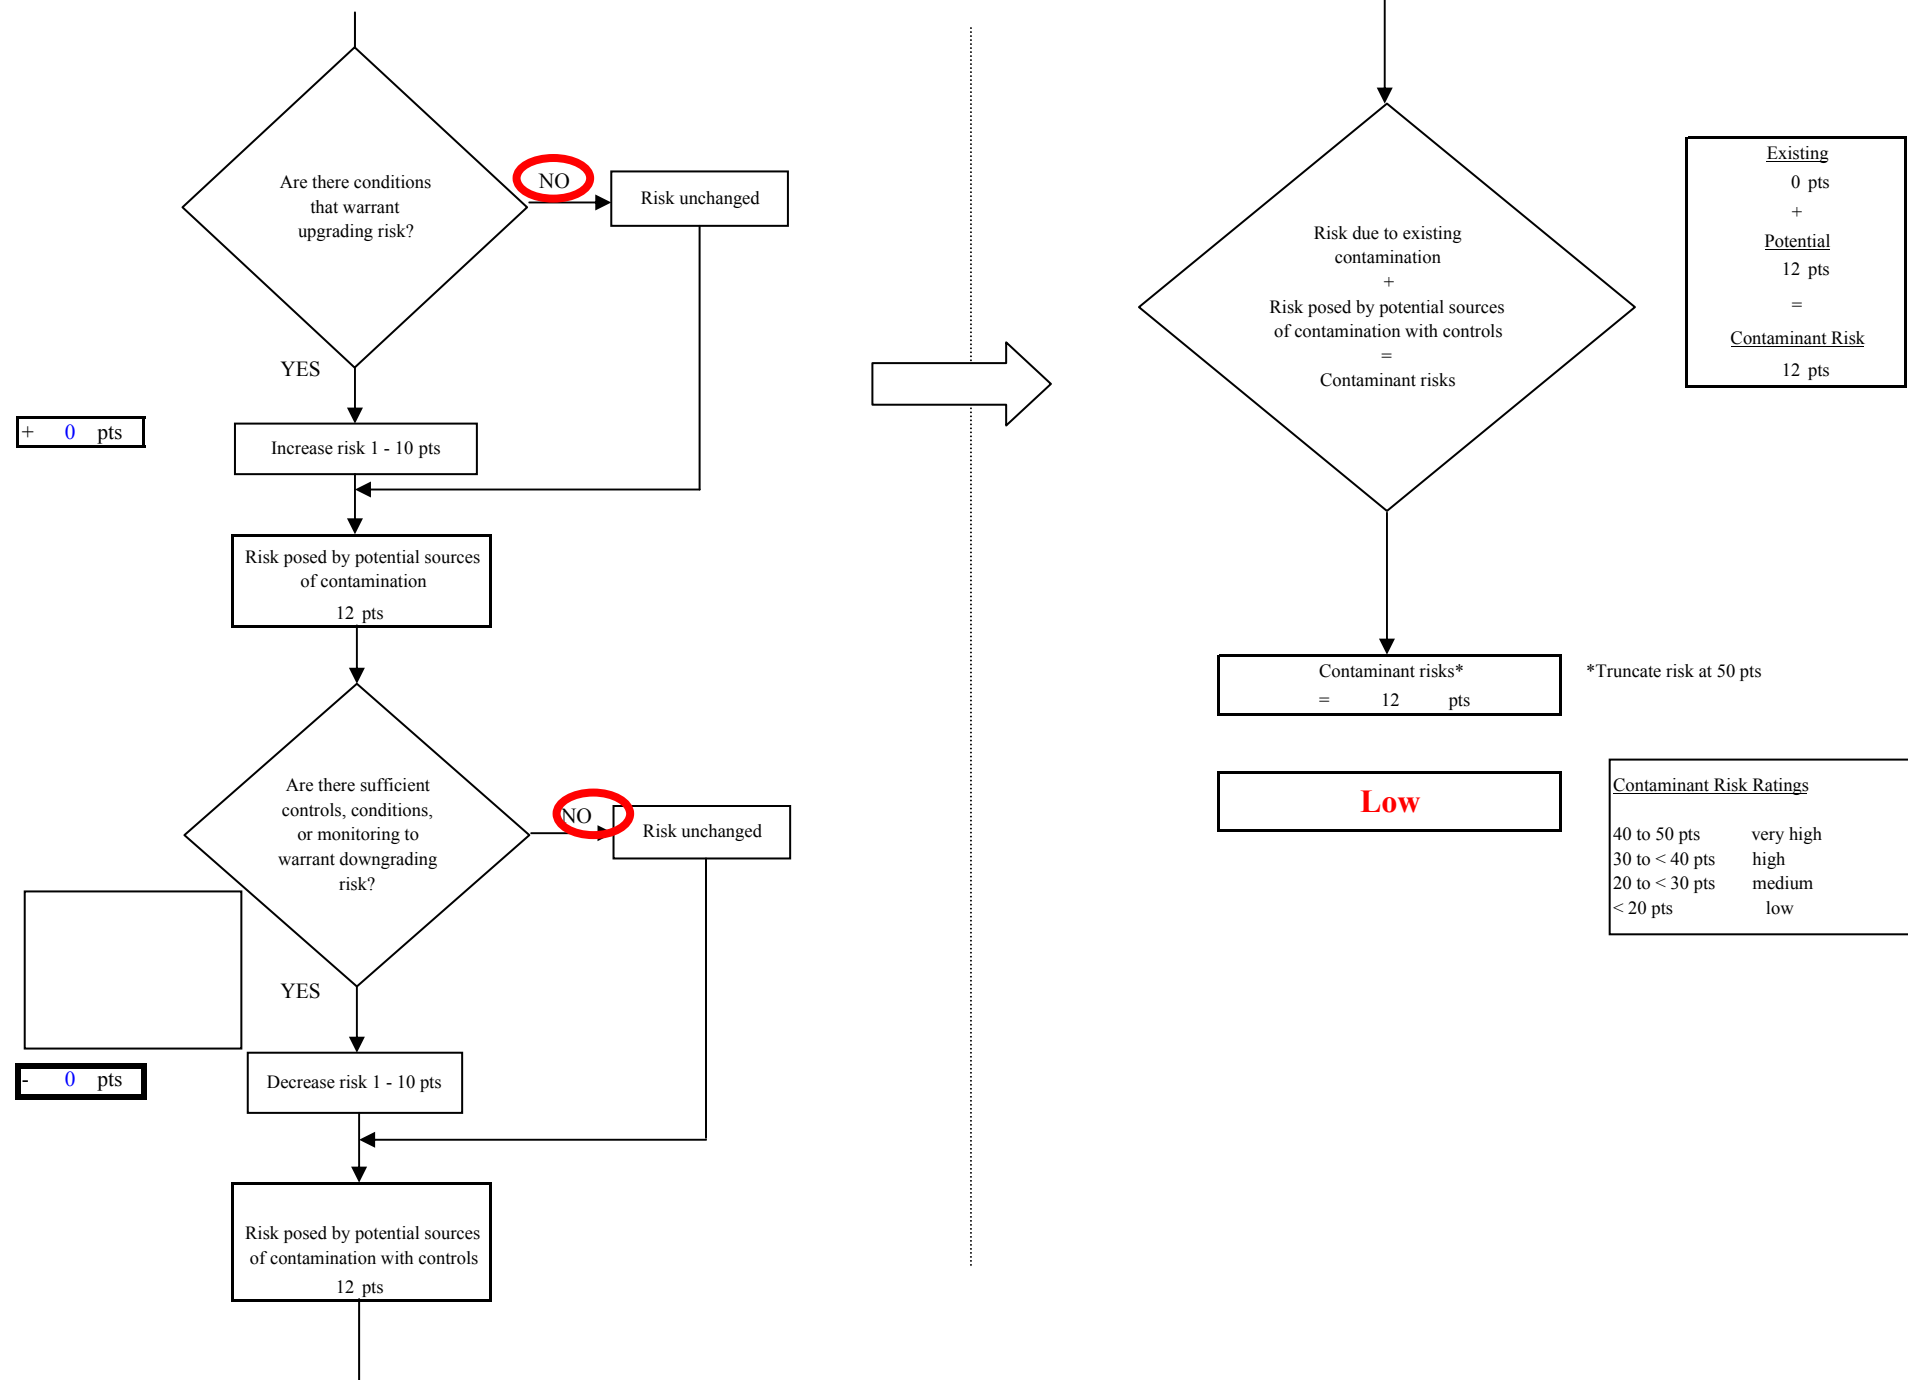 Are there conditions
that warrant
upgrading risk?
NO
Risk unchanged
YES
+ 0 pts
Increase risk 1 - 10 pts
Risk posed by potential sources
of contamination
12 pts
Are there sufficient
controls, conditions,
or monitoring to
warrant downgrading
risk?
NO
Risk unchanged
YES
- 0 pts
Decrease risk 1 - 10 pts
Risk posed by potential sources
of contamination with controls
12 pts
Risk due to existing
contamination
+
Risk posed by potential sources
of contamination with controls
=
Contaminant risks
Existing
0 pts
+
Potential
12 pts
=
Contaminant Risk
12 pts
Contaminant risks*
= 12 pts
*Truncate risk at 50 pts
Low
Contaminant Risk Ratings
40 to 50 pts very high
30 to < 40 pts high
20 to < 30 pts medium
< 20 pts low